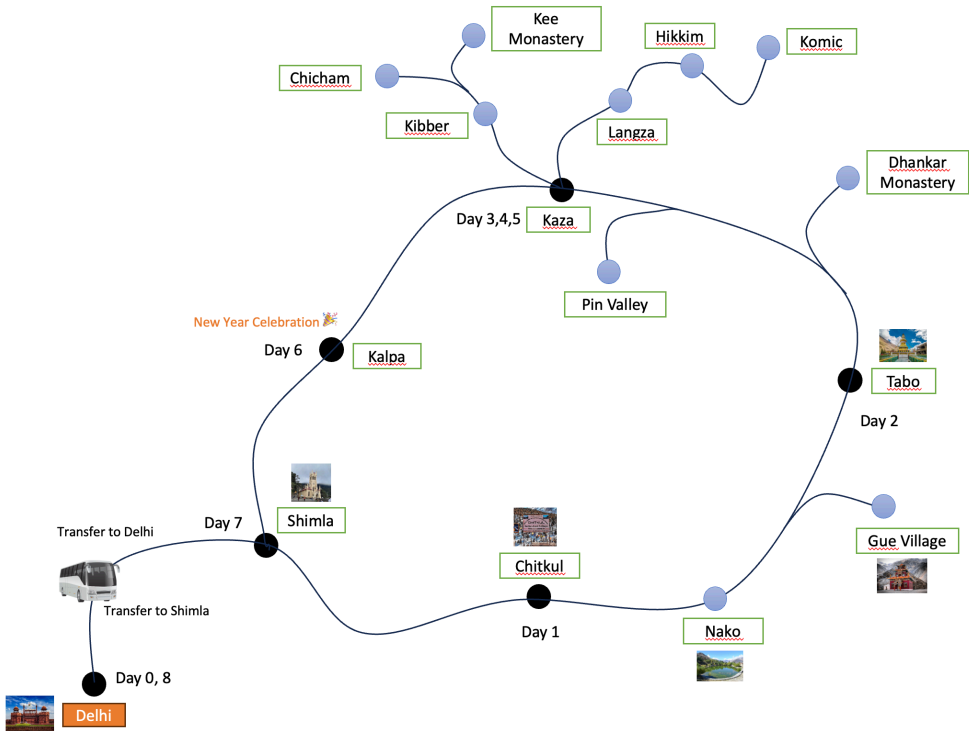 Kee
Monastery
Hikkim
Komic
Chicham
Kibber
Langza
Dhankar
Monastery
Day 3,4,5
Kaza
Pin Valley
New Year Celebration
Day 6
Kalpa
Tabo
Day 2
Day 7
Shimla
Transfer to Delhi
Gue Village
Chitkul
Transfer to Shimla
Day 1
Nako
Day 0, 8
Delhi